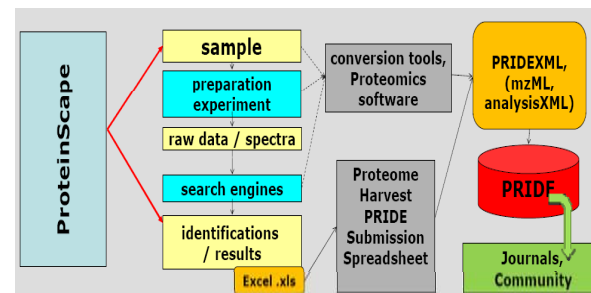 ProteinScape
sample
preparation
experiment
raw data / spectra
search engines
identifications
/ results
Excel .xls
conversion tools,
Proteomics
software
Proteome
Harvest
PRIDE
Submission
Spreadsheet
PRIDEXML,
(mzML,
analysisXML)
PRIDE
Journals,
Community